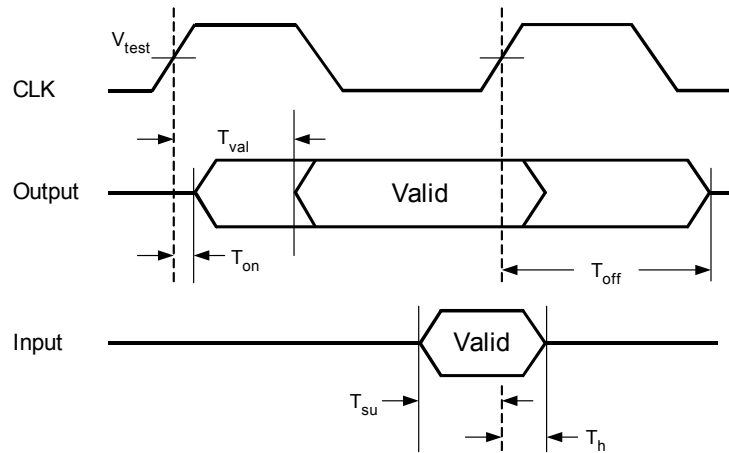 V_test
CLK
T_val
Output
Valid
T_on
T_off
Input
Valid
T_su
T_h